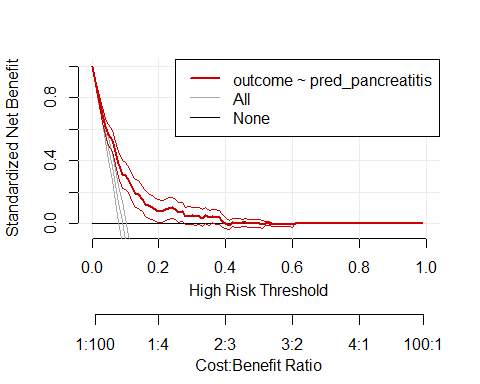 outcome ~ pred_pancreatitis
All
None
Standardized Net Benefit
0.8
0.4
0.0
0.0 0.2 0.4 0.6 0.8 1.0
High Risk Threshold
1:100 1:4 2:3 3:2 4:1 100:1
Cost:Benefit Ratio